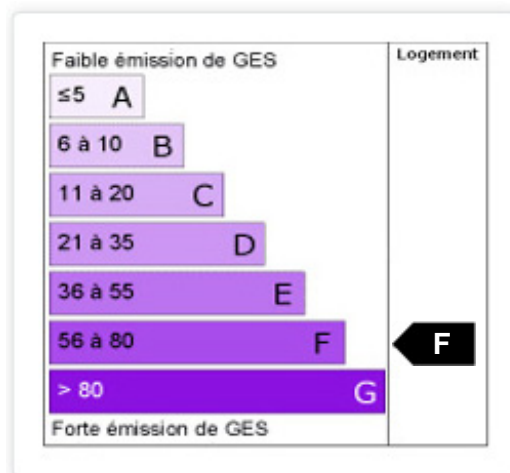 Faible émission de GES
Logement
≤5 A
6 à 10 B
11 à 20 C
21 à 35 D
36 à 55 E
56 à 80 F
F
> 80 G
Forte émission de GES